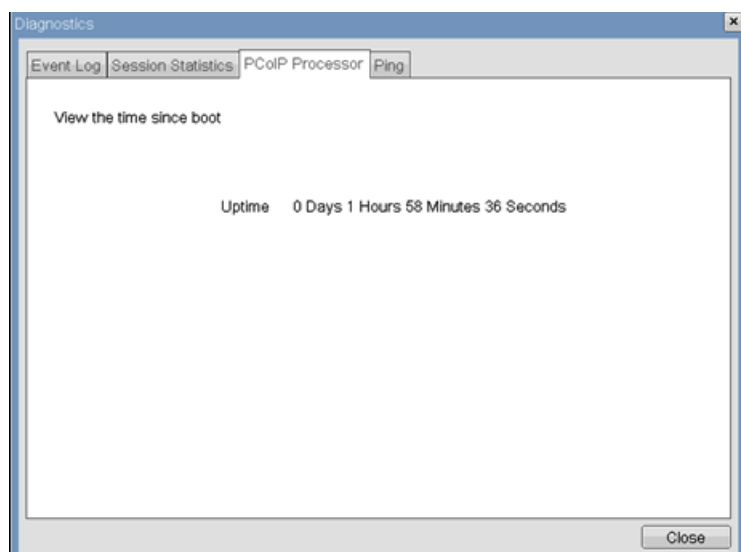 Diagnostics
Event Log Session Statistics PCoIP Processor Ping
View the time since boot
Uptime 0 Days 1 Hours 58 Minutes 36 Seconds
Close